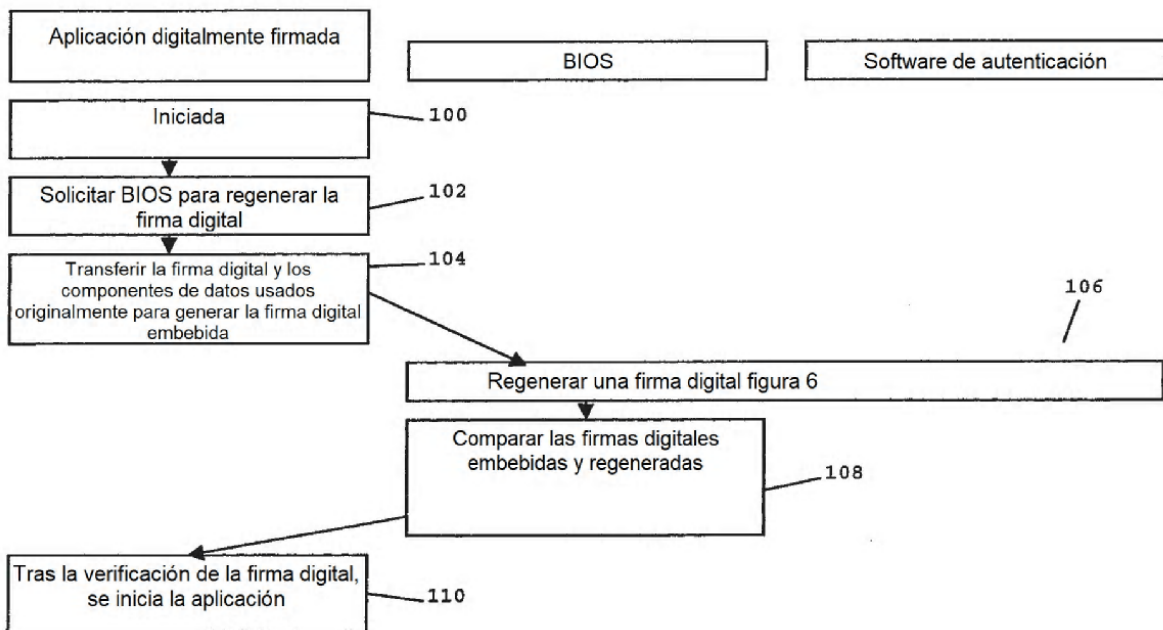 Aplicación digitalmente firmada
BIOS
Software de autenticación
Iniciada
100
Solicitar BIOS para regenerar la
firma digital
102
Transferir la firma digital y los
componentes de datos usados
originalmente para generar la firma digital
embebida
104
106
Regenerar una firma digital figura 6
Comparar las firmas digitales
embebidas y regeneradas
108
Tras la verificación de la firma digital,
se inicia la aplicación
110